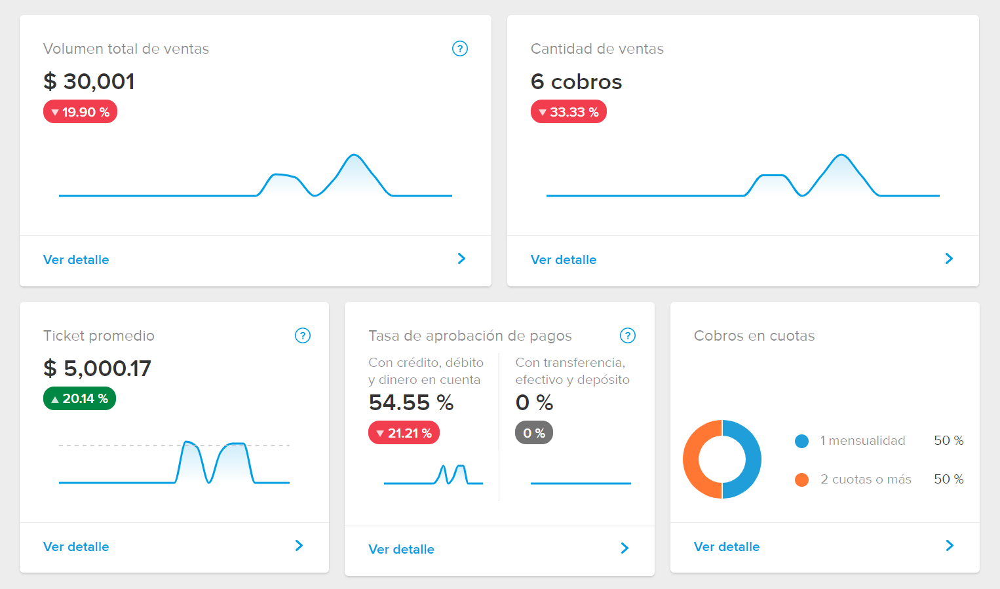 Volumen total de ventas
?
$ 30,001
▼ 19.90 %
Ver detalle
Cantidad de ventas
6 cobros
▼ 33.33 %
Ver detalle
Ticket promedio
?
$ 5,000.17
▲ 20.14 %
Ver detalle
Tasa de aprobación de pagos
?
Con crédito, débito
y dinero en cuenta
54.55 %
▼ 21.21 %
Con transferencia,
efectivo y depósito
0 %
0 %
Ver detalle
Cobros en cuotas
1 mensualidad 50 %
2 cuotas o más 50 %
Ver detalle